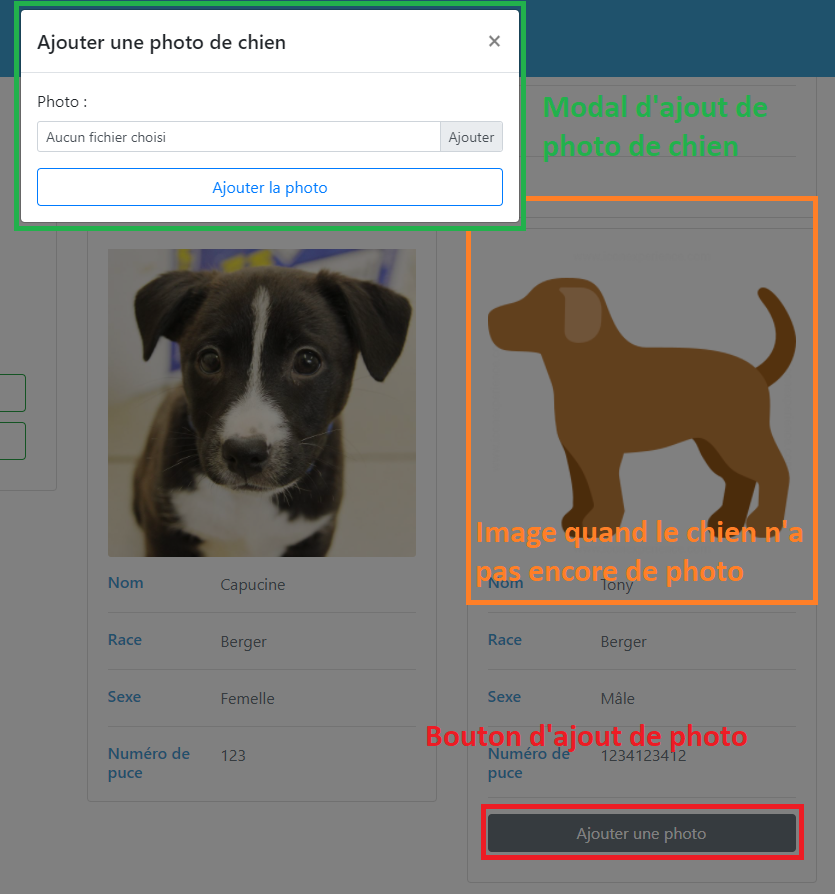 Ajouter une photo de chien
×
Photo :
Aucun fichier choisi Ajouter
Ajouter la photo
Modal d'ajout de
photo de chien
Image quand le chien n'a
pas encore de photo
Nom Capucine
Race Berger
Sexe Femelle
Numéro de 123
puce
Nom Tony
Race Berger
Sexe Mâle
Bouton d'ajout de photo
Numéro de 1234123412
puce
Ajouter une photo